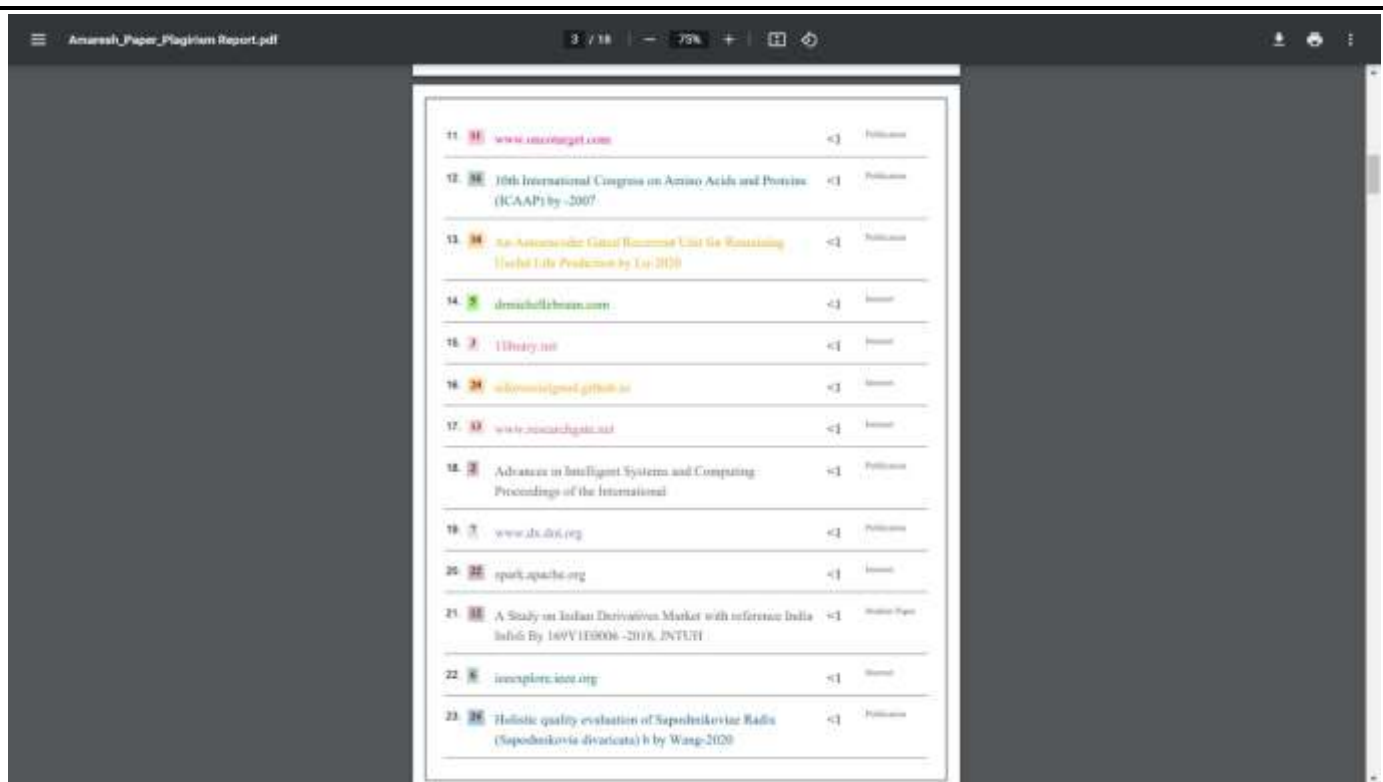 Amaresh_Paper_Plagirism Report.pdf
3 / 18
75%
11. www.oncotarget.com <1 Publication
12. 10th International Congress on Amino Acids and Proteins <1 Publication
(ICAAP) by -2007
13. An Autoencoder Gated Recurrent Unit for Remaining <1 Publication
Useful Life Prediction by Lu-2020
14. 5 <1 Internet
15. 1library.net <1 Internet
16. <1 Internet
17. www.researchgate.net <1 Internet
18. Advances in Intelligent Systems and Computing <1 Publication
Proceedings of the International
19. 7 www.dx.doi.org <1 Publication
20. spark.apache.org <1 Internet
21. A Study on Indian Derivatives Market with reference India <1 Student Paper
By -2018, JNTUH
22. 6 ieeexplore.ieee.org <1 Internet
23. Holistic quality evaluation of Saposhnikoviae Radix <1 Publication
(Saposhnikovia divaricata) b by Wang-2020